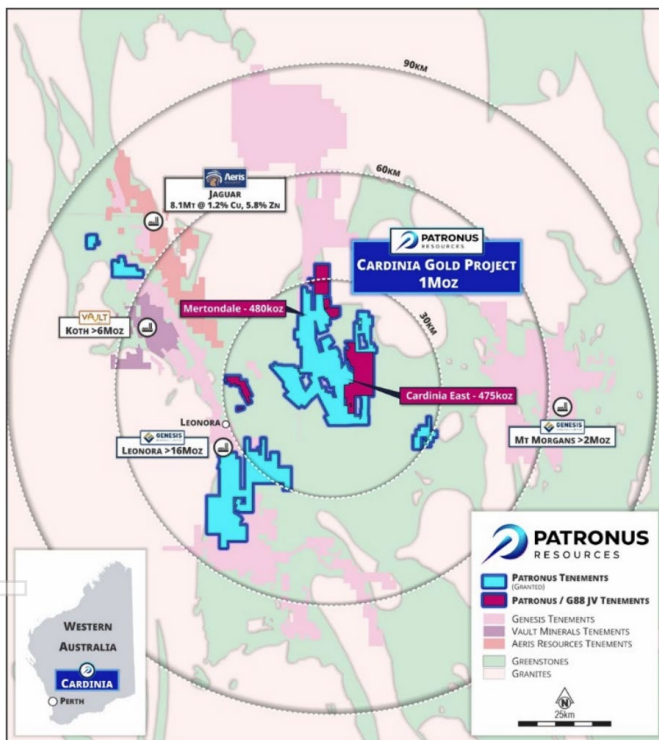 90KM
60KM
30KM
Aeris
JAGUAR
8.1MT @ 1.2% CU, 5.8% ZN
PATRONUS
RESOURCES
CARDINIA GOLD PROJECT
1MOZ
Mertondale - 480koz
VAULT
KOTH >6MOZ
Cardinia East - 475koz
LEONORA
GENESIS
LEONORA >16MOZ
GENESIS
MT MORGANS >2MOZ
PATRONUS
RESOURCES
PATRONUS TENEMENTS
(GRANTED)
PATRONUS / G88 JV TENEMENTS
GENESIS TENEMENTS
VAULT MINERALS TENEMENTS
AERIS RESOURCES TENEMENTS
GREENSTONES
GRANITES
N
25km
WESTERN
AUSTRALIA
CARDINIA
PERTH